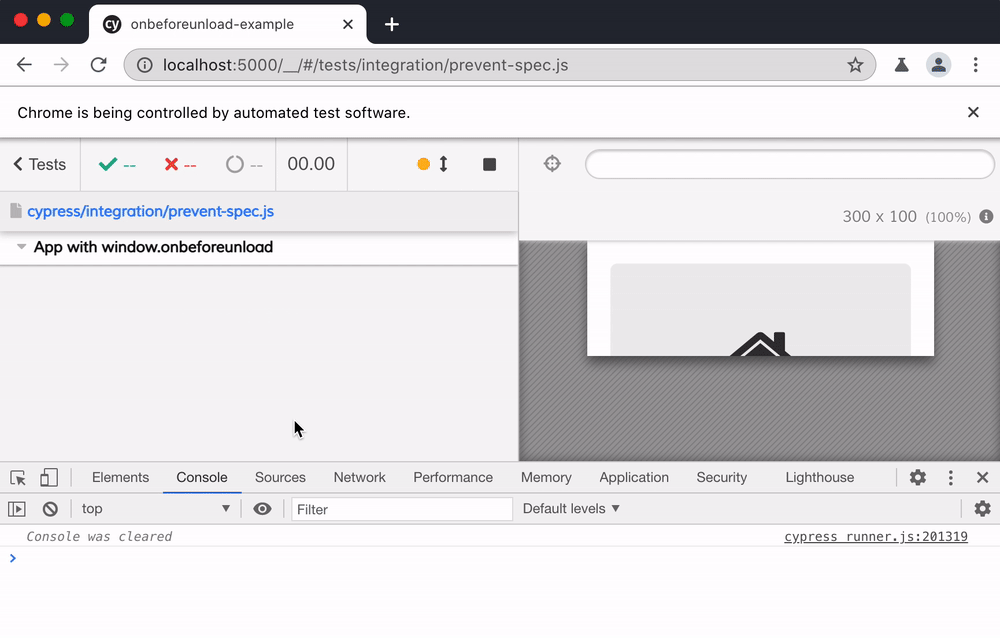 cy onbeforeunload-example
localhost:5000/__/#/tests/integration/prevent-spec.js
Chrome is being controlled by automated test software.
Tests -- -- -- 00.00
300 x 100 (100%)
cypress/integration/prevent-spec.js
App with window.onbeforeunload
Elements Console Sources Network Performance Memory Application Security Lighthouse
top Filter Default levels
Console was cleared cypress_runner.js:201319